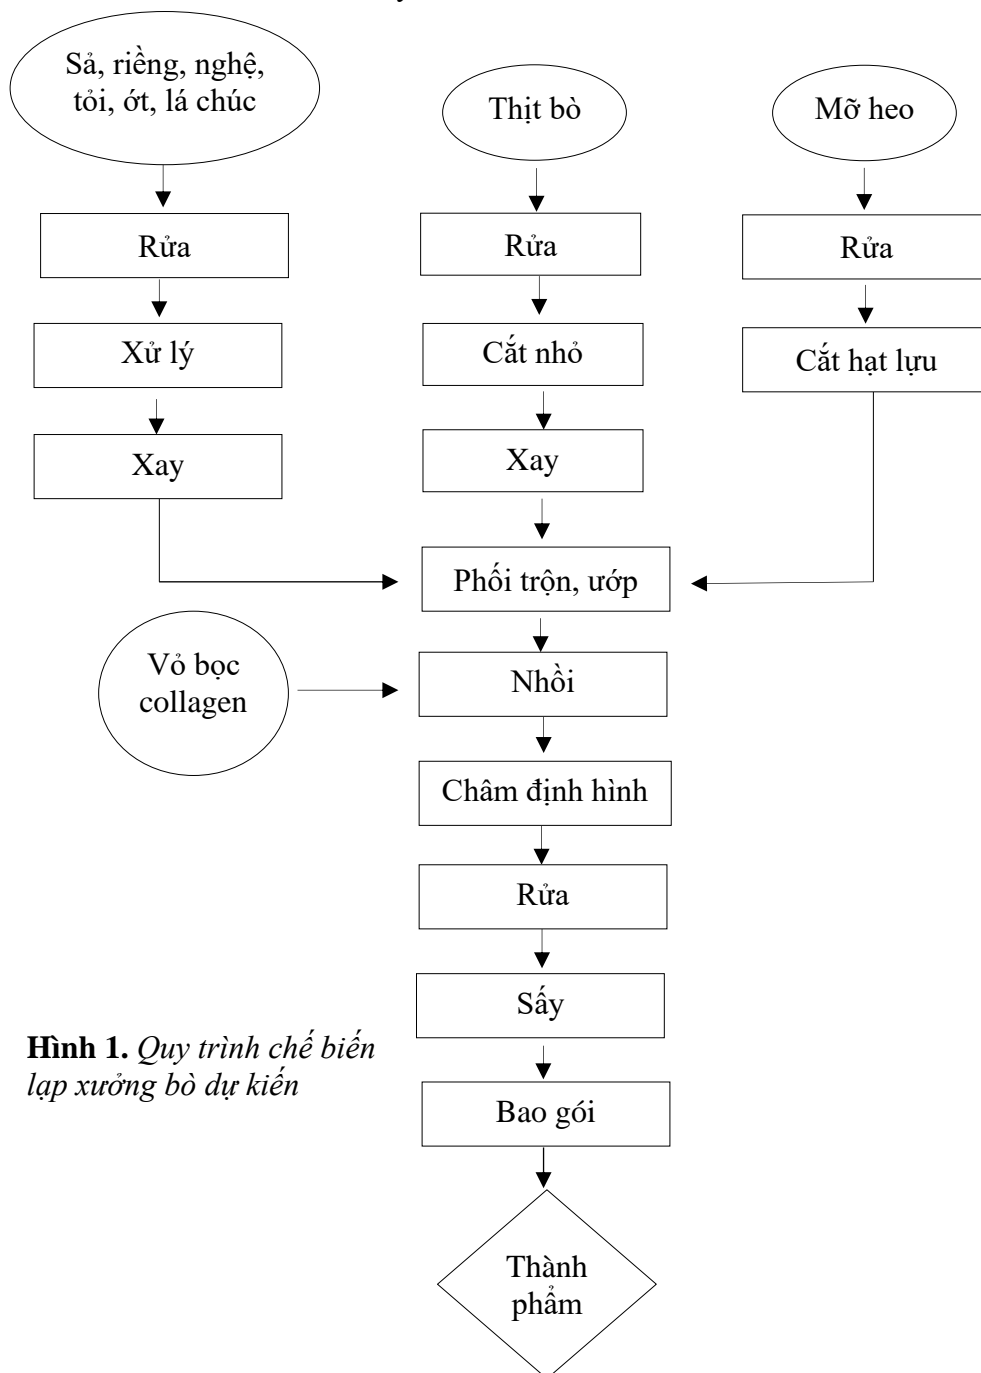 Sả, riềng, nghệ,
tỏi, ớt, lá chúc
Thịt bò
Mỡ heo
Rửa
Rửa
Rửa
Xử lý
Cắt nhỏ
Cắt hạt lựu
Xay
Xay
Phối trộn, ướp
Vỏ bọc
collagen
Nhồi
Châm định hình
Rửa
Sấy
Hình 1. Quy trình chế biến
lạp xưởng bò dự kiến
Bao gói
Thành
phẩm